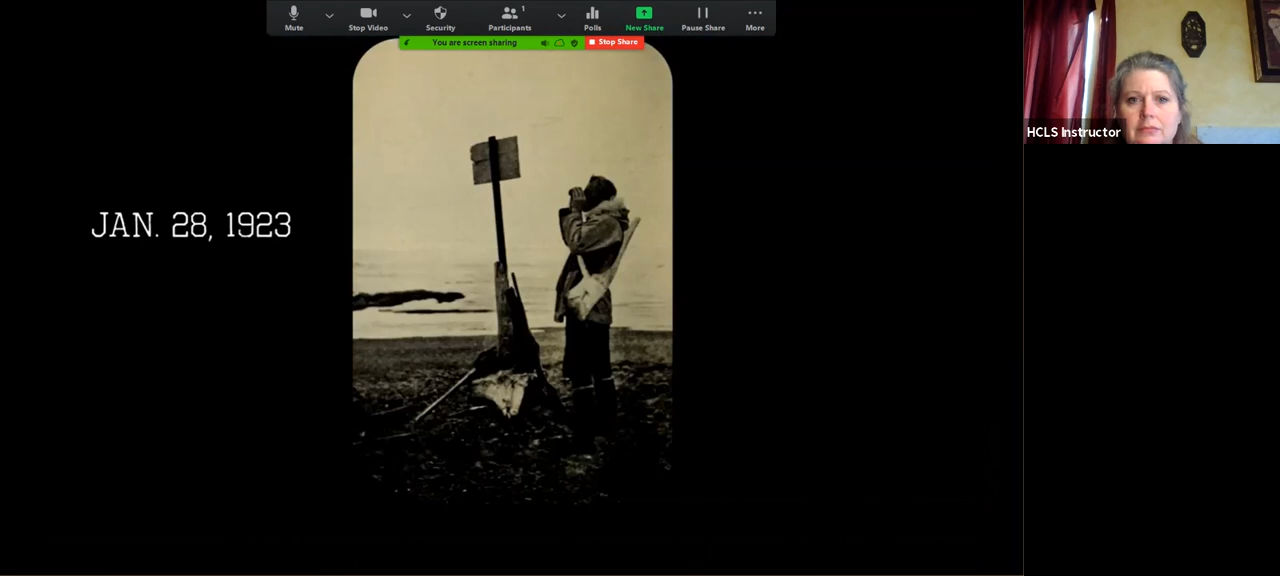 1
Mute
Stop Video
Security
Participants
Polls
New Share
Pause Share
More
You are screen sharing
Stop Share
HCLS Instructor
JAN. 28, 1923